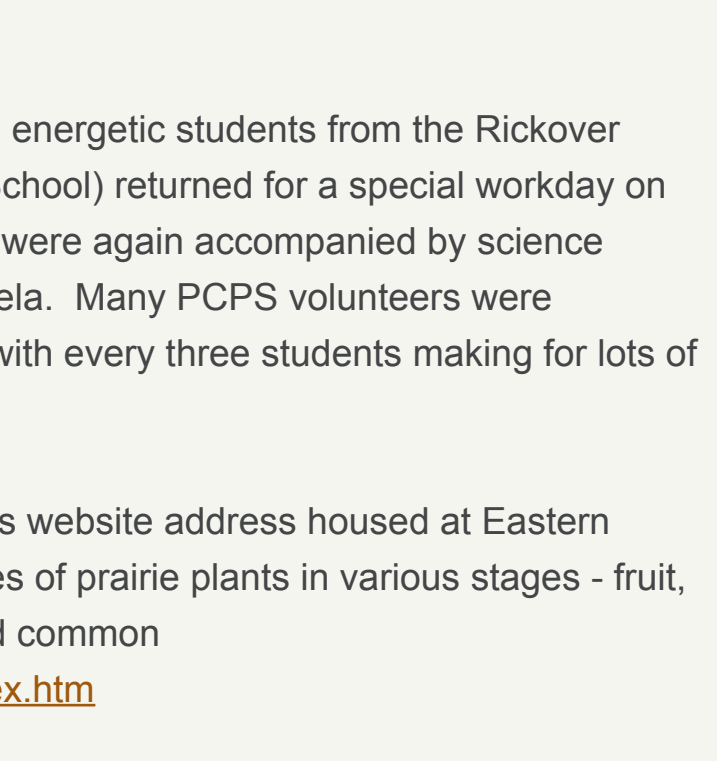 energetic students from the Rickover
School) returned for a special workday on
were again accompanied by science
ela.  Many PCPS volunteers were
with every three students making for lots of
s website address housed at Eastern
es of prairie plants in various stages - fruit,
d common
ex.htm